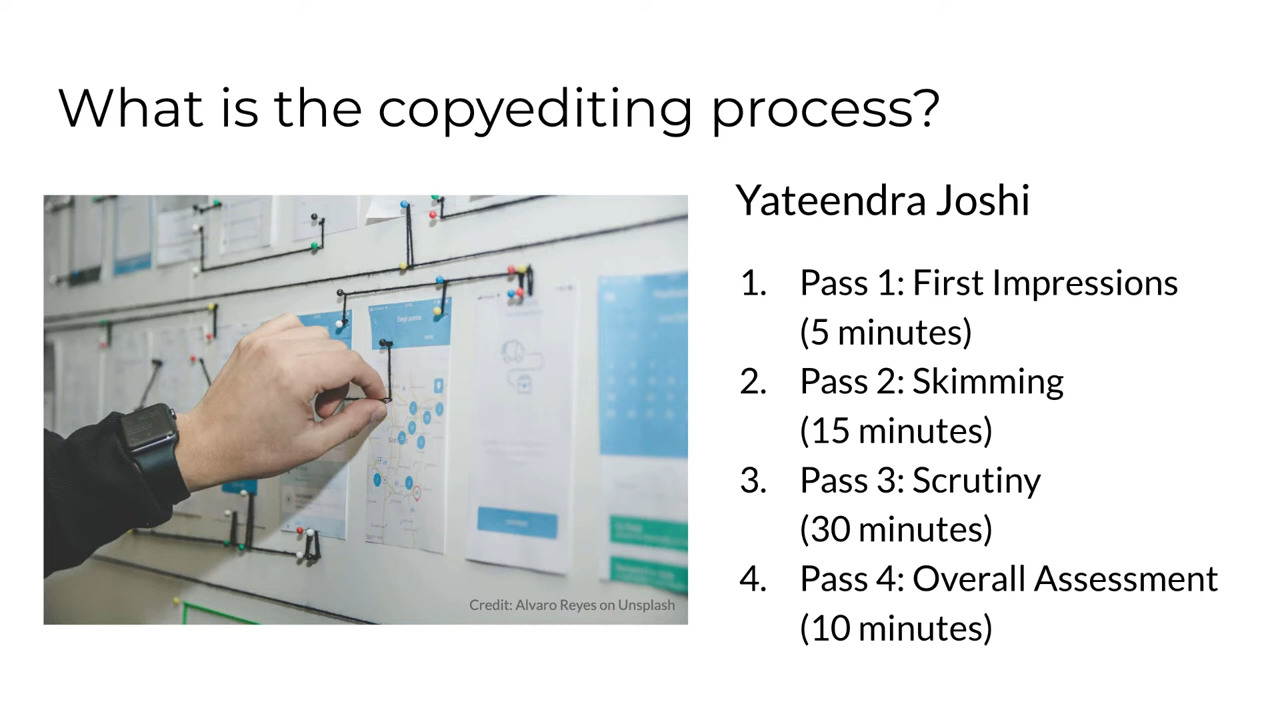 What is the copyediting process?
Yateendra Joshi
1. Pass 1: First Impressions
(5 minutes)
2. Pass 2: Skimming
(15 minutes)
3. Pass 3: Scrutiny
(30 minutes)
4. Pass 4: Overall Assessment
(10 minutes)
Credit: Alvaro Reyes on Unsplash